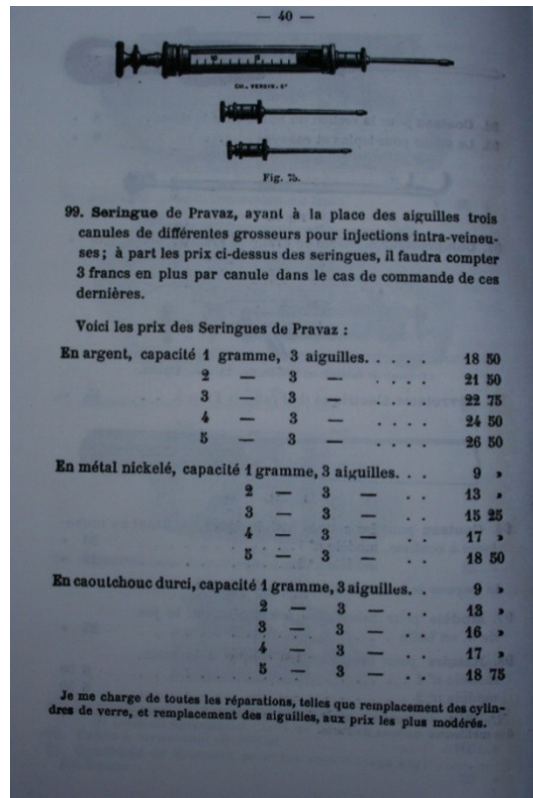 — 40 —
Fig. 75.
99. Seringue de Pravaz, ayant à la place des aiguilles trois
canules de différentes grosseurs pour injections intra-veineu-
ses; à part les prix ci-dessus des seringues, il faudra compter
3 francs en plus par canule dans le cas de commande de ces
dernières.
Voici les prix des Seringues de Pravaz :
En argent, capacité 1 gramme, 3 aiguilles. . . . . 18 50
2 — 3 — . . . . 21 50
3 — 3 — . . . . 22 75
4 — 3 — . . . . 24 50
5 — 3 — . . . . 26 50
En métal nickelé, capacité 1 gramme, 3 aiguilles. . . 9 »
2 — 3 — . . 13 »
3 — 3 — . . 15 25
4 — 3 — . . 17 »
5 — 3 — . . 18 50
En caoutchouc durci, capacité 1 gramme, 3 aiguilles. . 9 »
2 — 3 — . . 13 »
3 — 3 — . . 16 »
4 — 3 — . . 17 »
5 — 3 — . . 18 75
Je me charge de toutes les réparations, telles que remplacement des cylin-
dres de verre, et remplacement des aiguilles, aux prix les plus modérés.